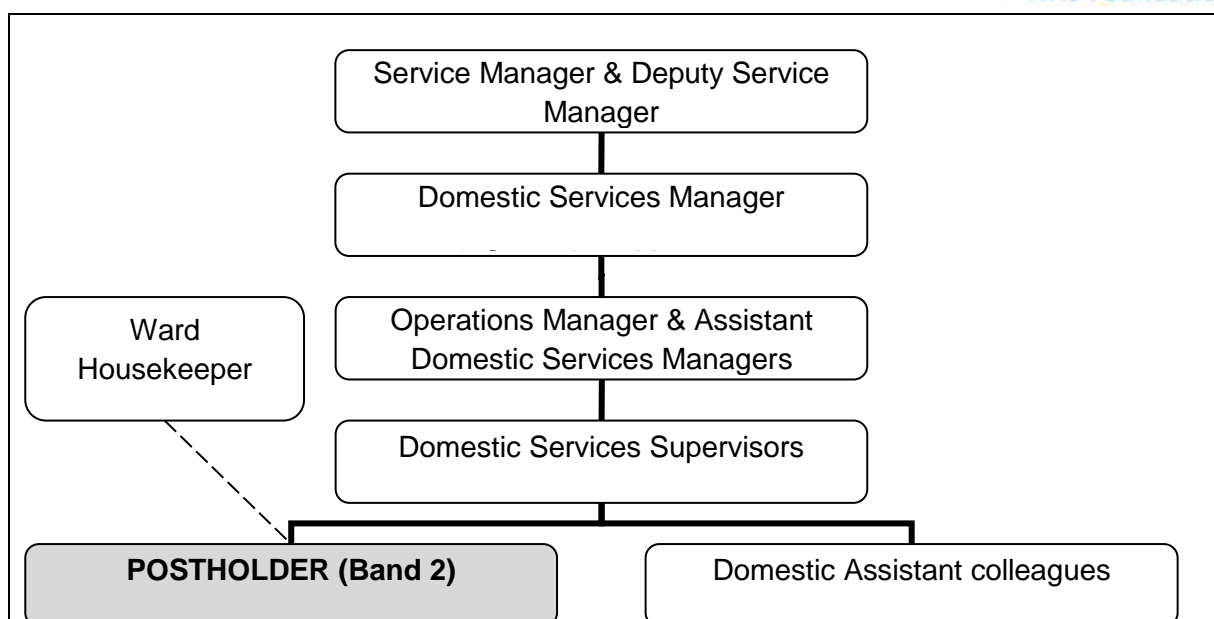 Service Manager & Deputy Service
Manager
Domestic Services Manager
Ward
Housekeeper
Operations Manager & Assistant
Domestic Services Managers
Domestic Services Supervisors
POSTHOLDER (Band 2)
Domestic Assistant colleagues